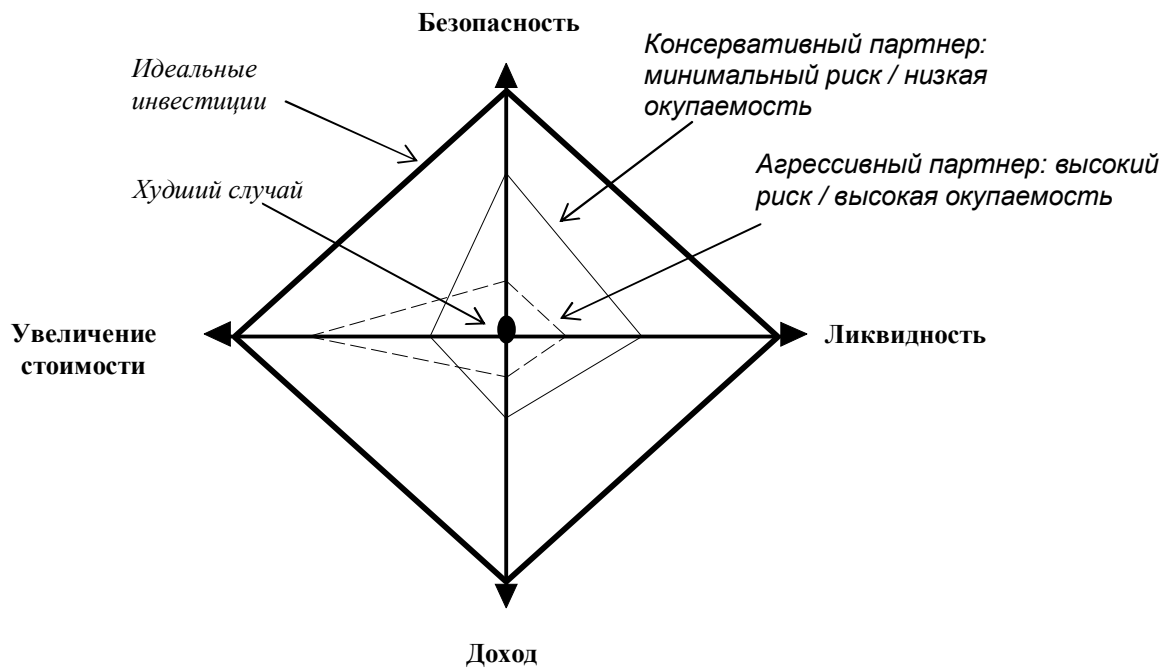 Безопасность
Идеальные
инвестиции
Консервативный партнер:
минимальный риск / низкая
окупаемость
Худший случай
Агрессивный партнер: высокий
риск / высокая окупаемость
Увеличение
стоимости
Ликвидность
Доход